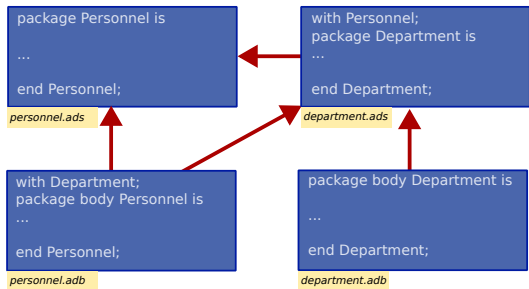 package Personnel is
...
end Personnel;
personnel.ads
with Personnel;
package Department is
...
end Department;
department.ads
with Department;
package body Personnel is
...
end Personnel;
personnel.adb
package body Department is
...
end Department;
department.adb